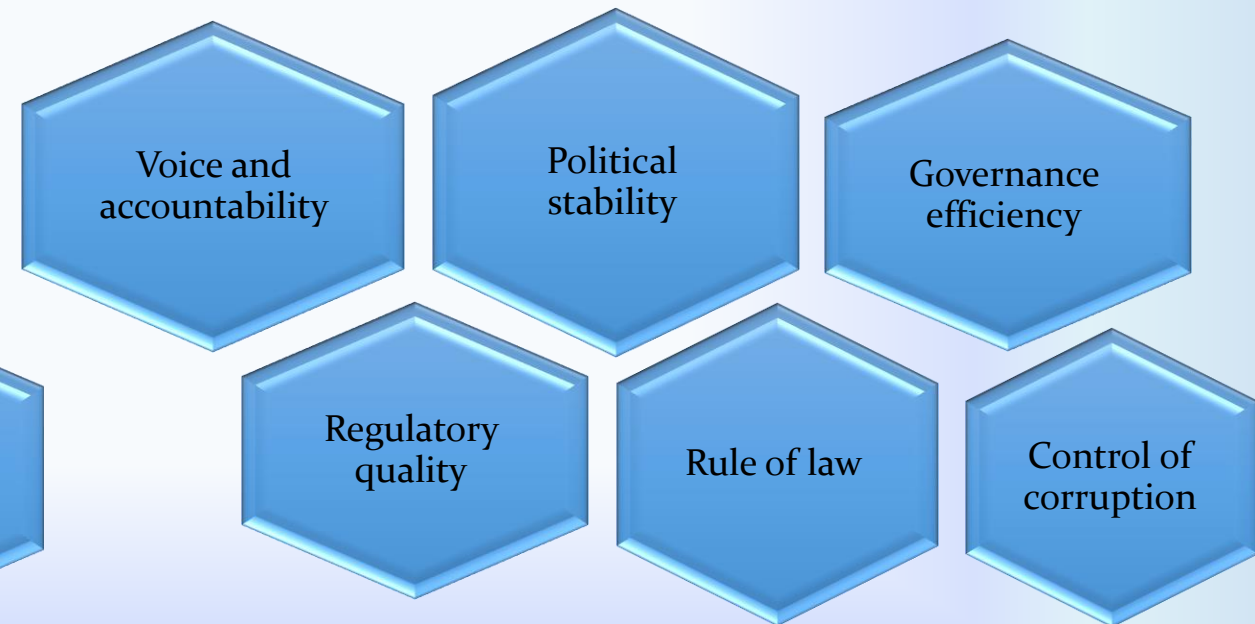 Voice and
accountability
Political
stability
Governance
efficiency
Regulatory
quality
Rule of law
Control of
corruption